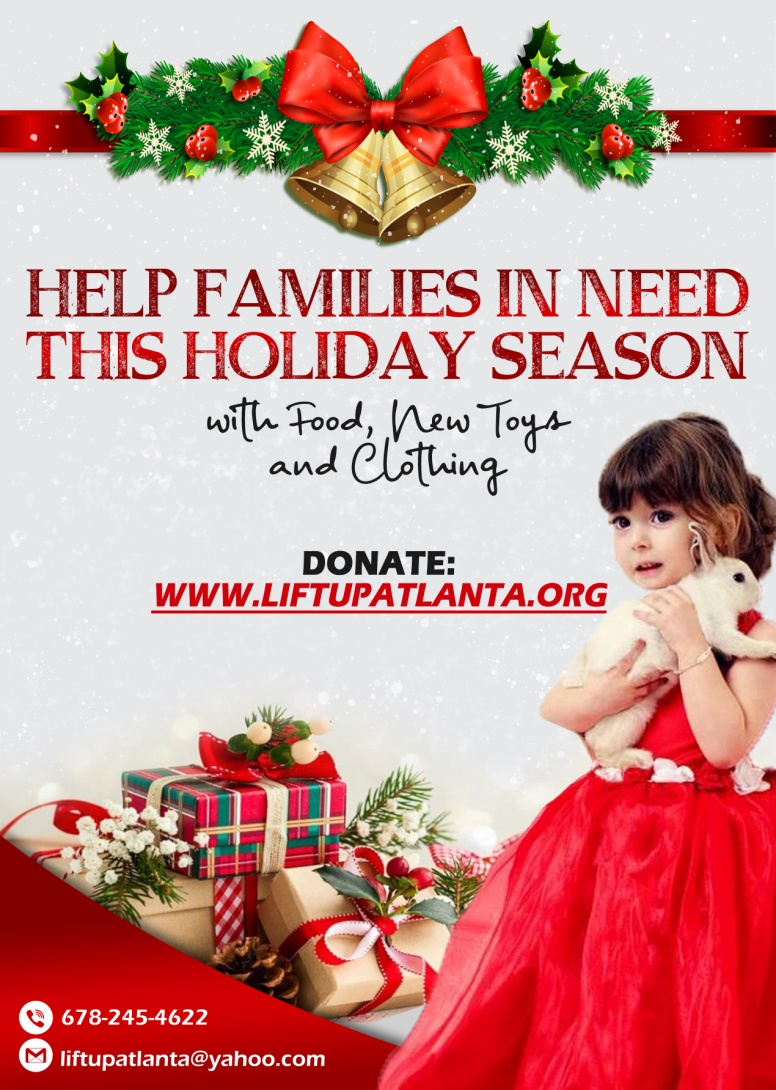 HELP FAMILIES IN NEED
THIS HOLIDAY SEASON
with Food, New Toys
and Clothing
DONATE:
WWW.LIFTUPATLANTA.ORG
678-245-4622
liftupatlanta@yahoo.com